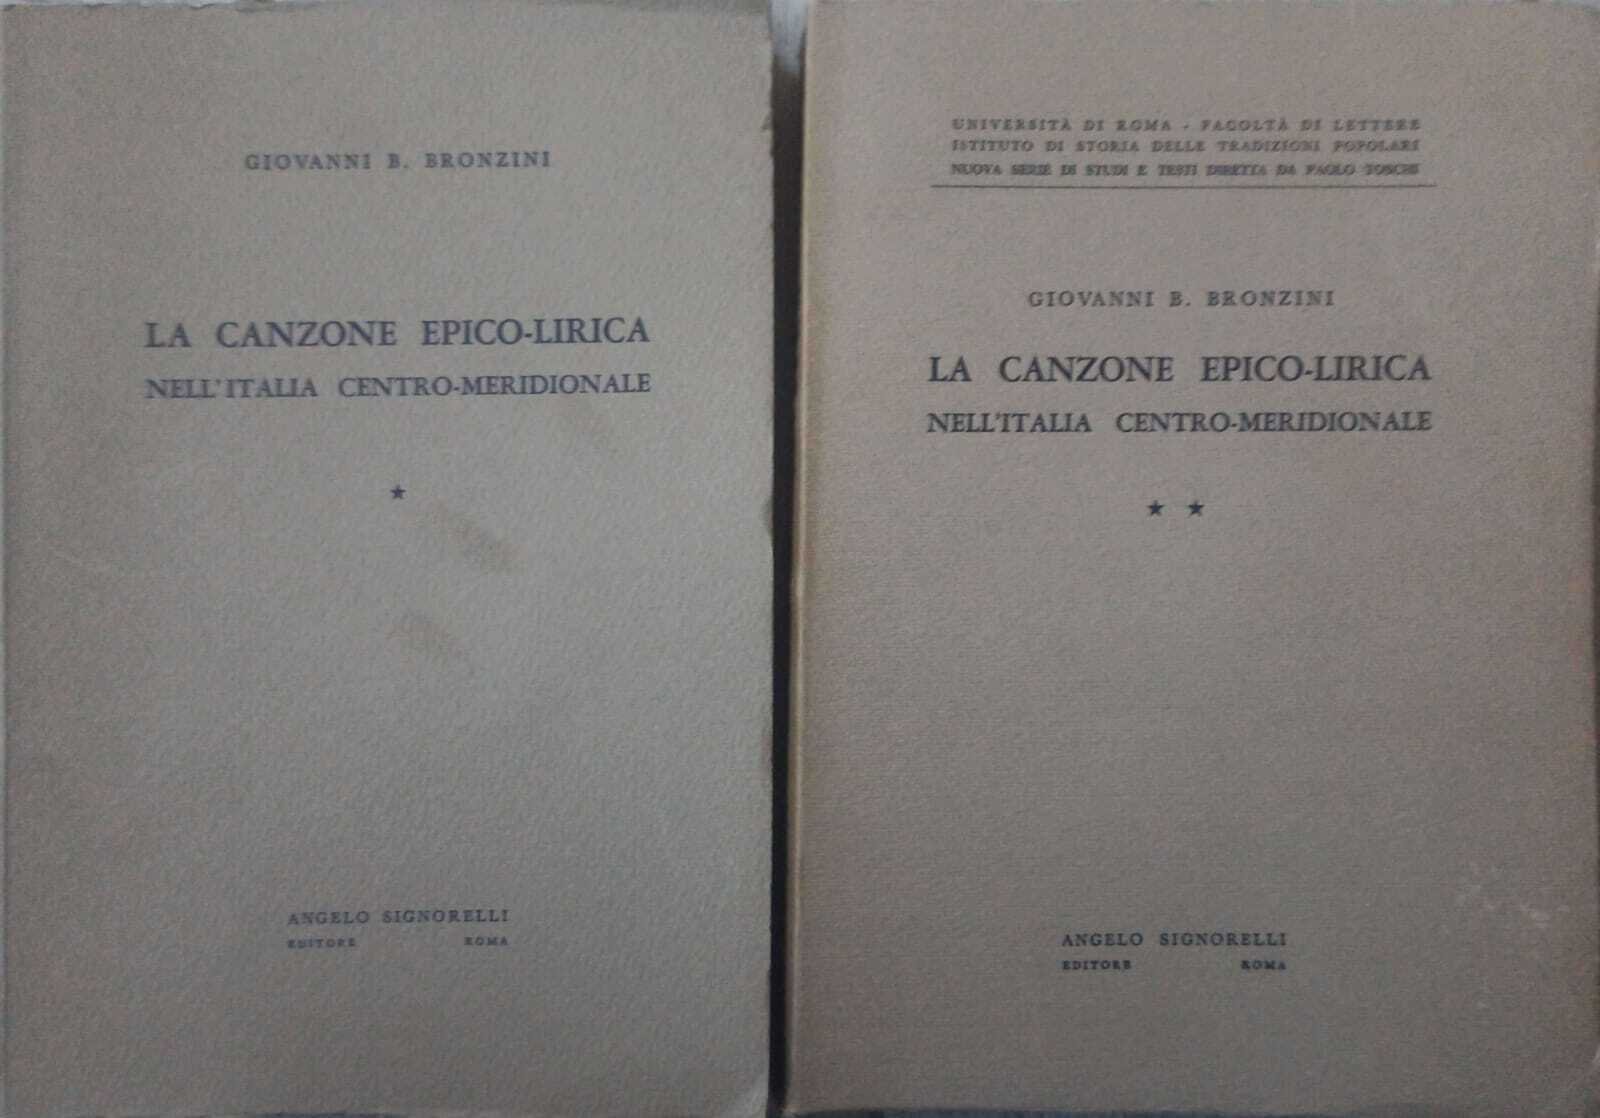 GIOVANNI B. BRONZINI
LA CANZONE EPICO-LIRICA
NELL'ITALIA CENTRO-MERIDIONALE
★
ANGELO SIGNORELLI
EDITORE ROMA
UNIVERSITÀ DI ROMA - FACOLTÀ DI LETTERE
ISTITUTO DI STORIA DELLE TRADIZIONI POPOLARI
NUOVA SERIE DI STUDI E TESTI DIRETTA DA PAOLO TOSCHI
GIOVANNI B. BRONZINI
LA CANZONE EPICO-LIRICA
NELL'ITALIA CENTRO-MERIDIONALE
★ ★
ANGELO SIGNORELLI
EDITORE ROMA